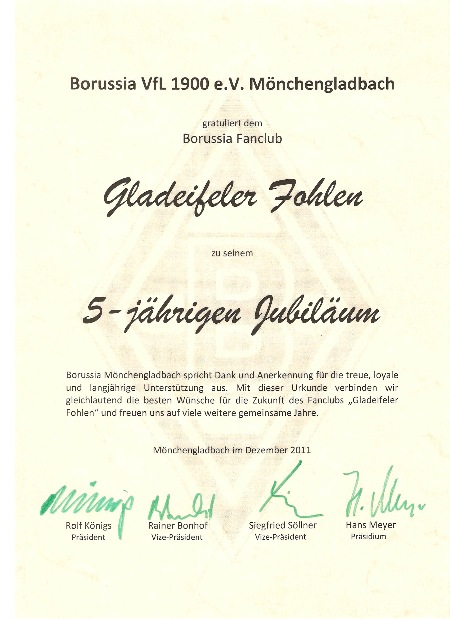 Borussia VfL 1900 e.V. Mönchengladbach
gratuliert dem
Borussia Fanclub
Gladeifeler Fohlen
zu seinem
5-jährigen Jubiläum
Borussia Mönchengladbach spricht Dank und Anerkennung für die treue, loyale
und langjährige Unterstützung aus. Mit dieser Urkunde verbinden wir
gleichlautend die besten Wünsche für die Zukunft des Fanclubs „Gladeifeler
Fohlen" und freuen uns auf viele weitere gemeinsame Jahre.
Mönchengladbach im Dezember 2011
Rolf Königs Rainer Bonhof Siegfried Söllner Hans Meyer
Präsident Vize-Präsident Vize-Präsident Präsidium